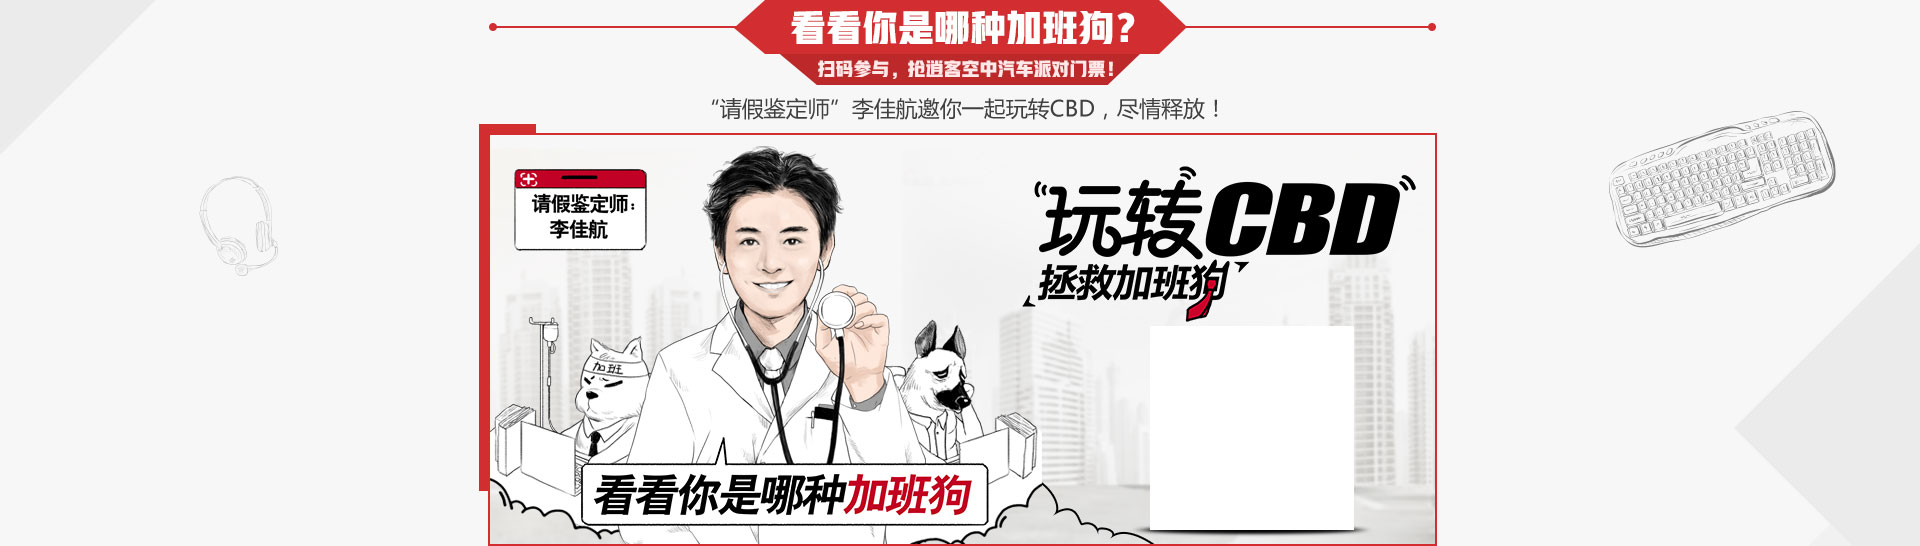 看看你是哪种加班狗？
扫码参与，抢逍客空中汽车派对门票！
“请假鉴定师”李佳航邀你一起玩转CBD，尽情释放！
请假鉴定师：
李佳航
玩转CBD
拯救加班狗
加班
看看你是哪种加班狗